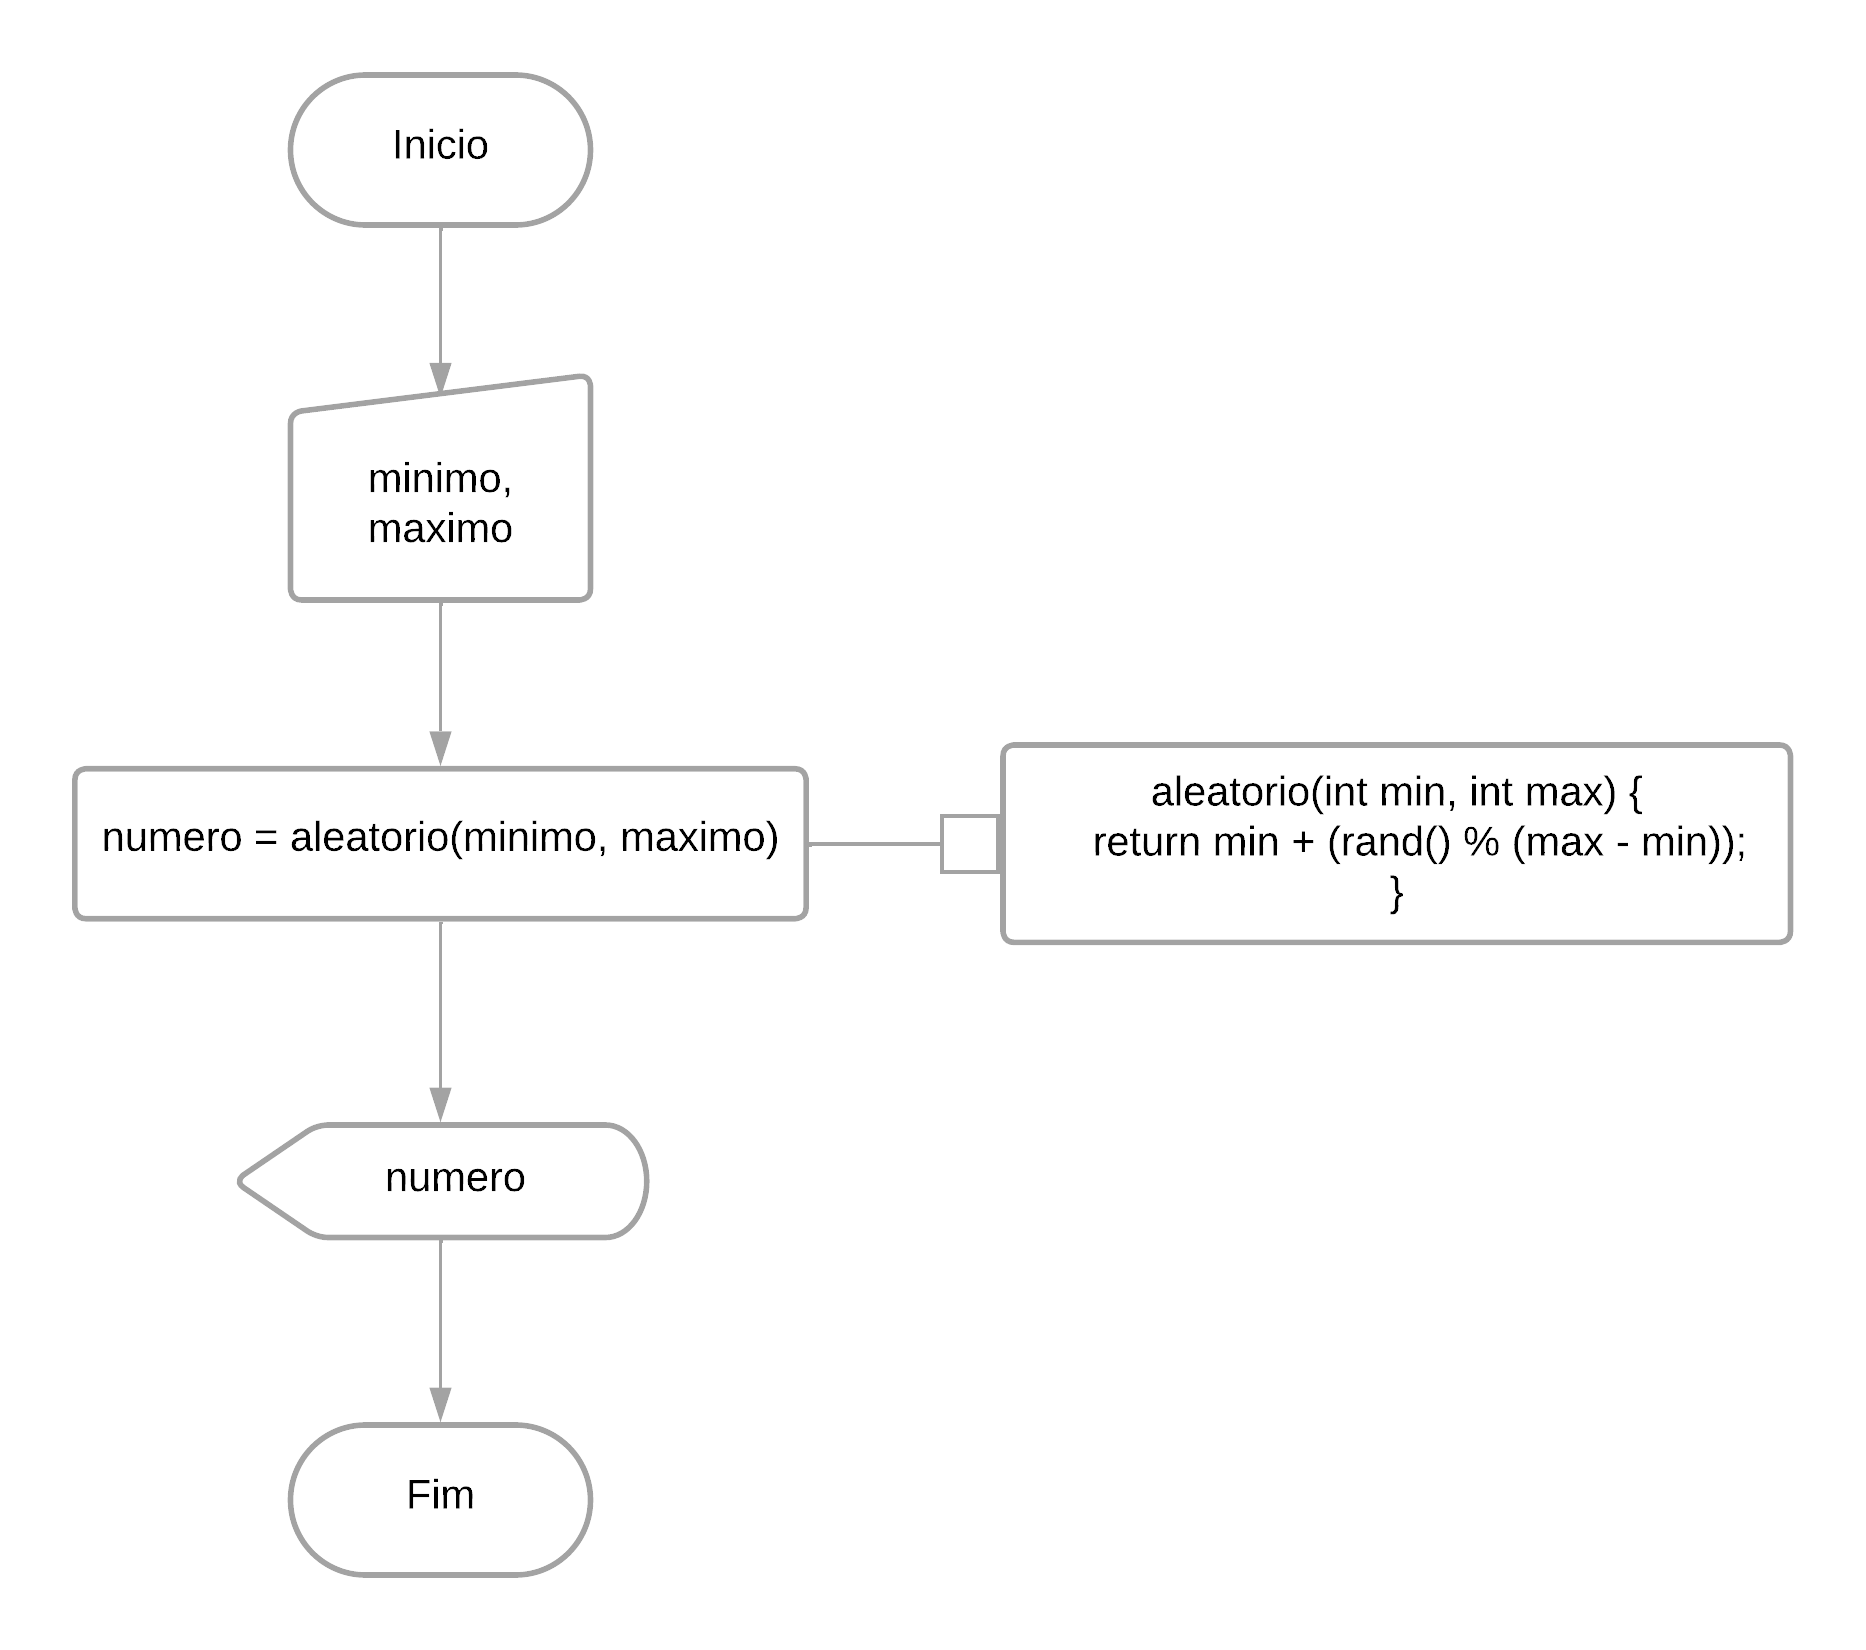 Inicio
minimo,
maximo
numero = aleatorio(minimo, maximo)
aleatorio(int min, int max) {
return min + (rand() % (max - min));
}
numero
Fim